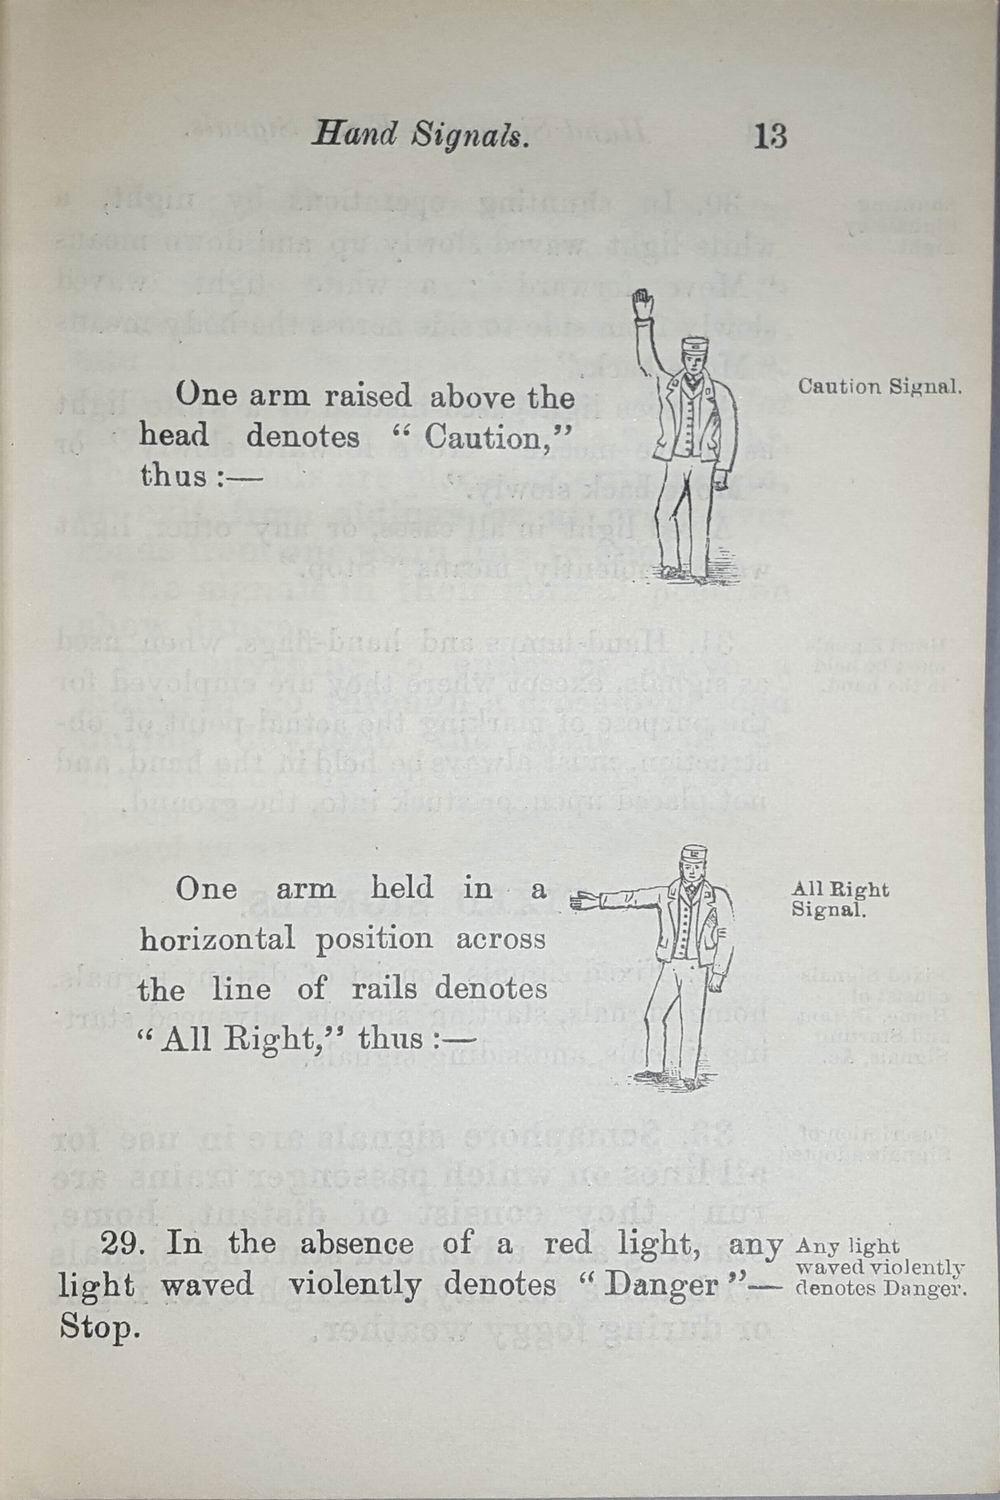 Hand Signals. 13
One arm raised above the
head denotes “ Caution,”
thus :—
Caution Signal.
One arm held in a
horizontal position across
the line of rails denotes
“ All Right,” thus :—
All Right
Signal.
29. In the absence of a red light, any
light waved violently denotes “ Danger ”—
Stop.
Any light
waved violently
denotes Danger.